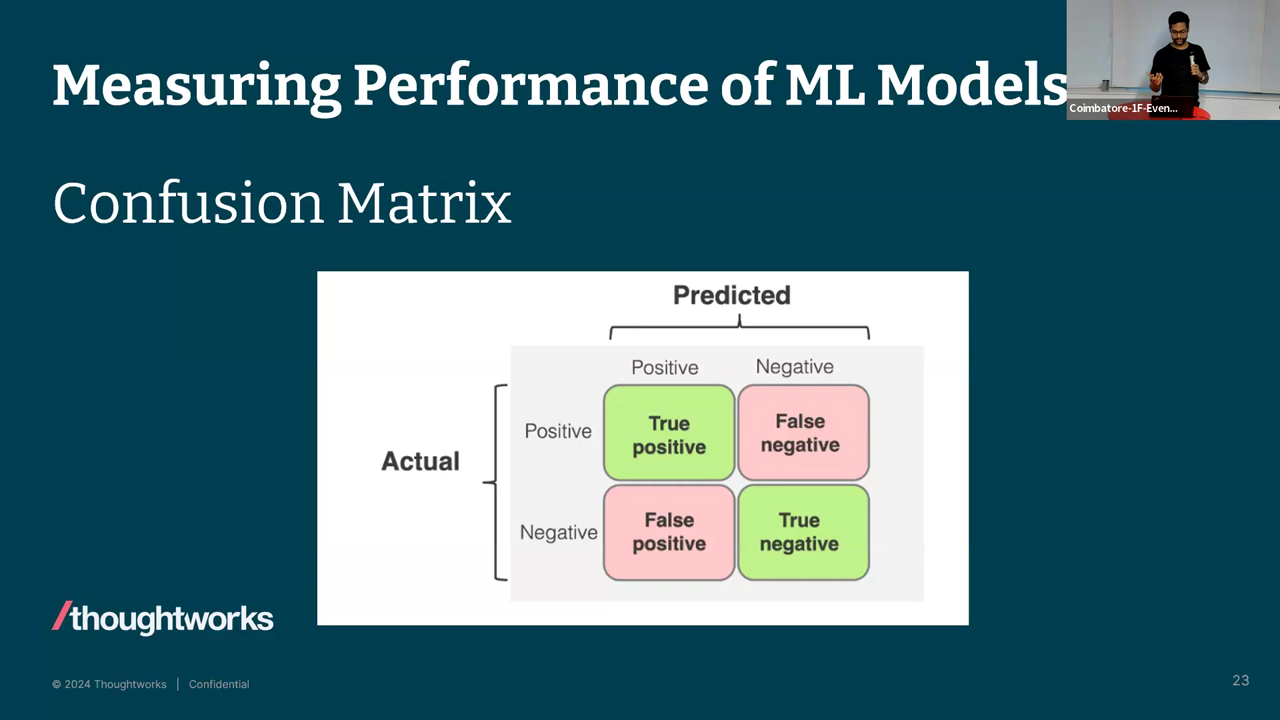 Measuring Performance of ML Models
Coimbatore-1F-Even...
Confusion Matrix
Predicted
Positive Negative
Actual
Positive
True
positive
False
negative
Negative
False
positive
True
negative
/thoughtworks
© 2024 Thoughtworks | Confidential
23